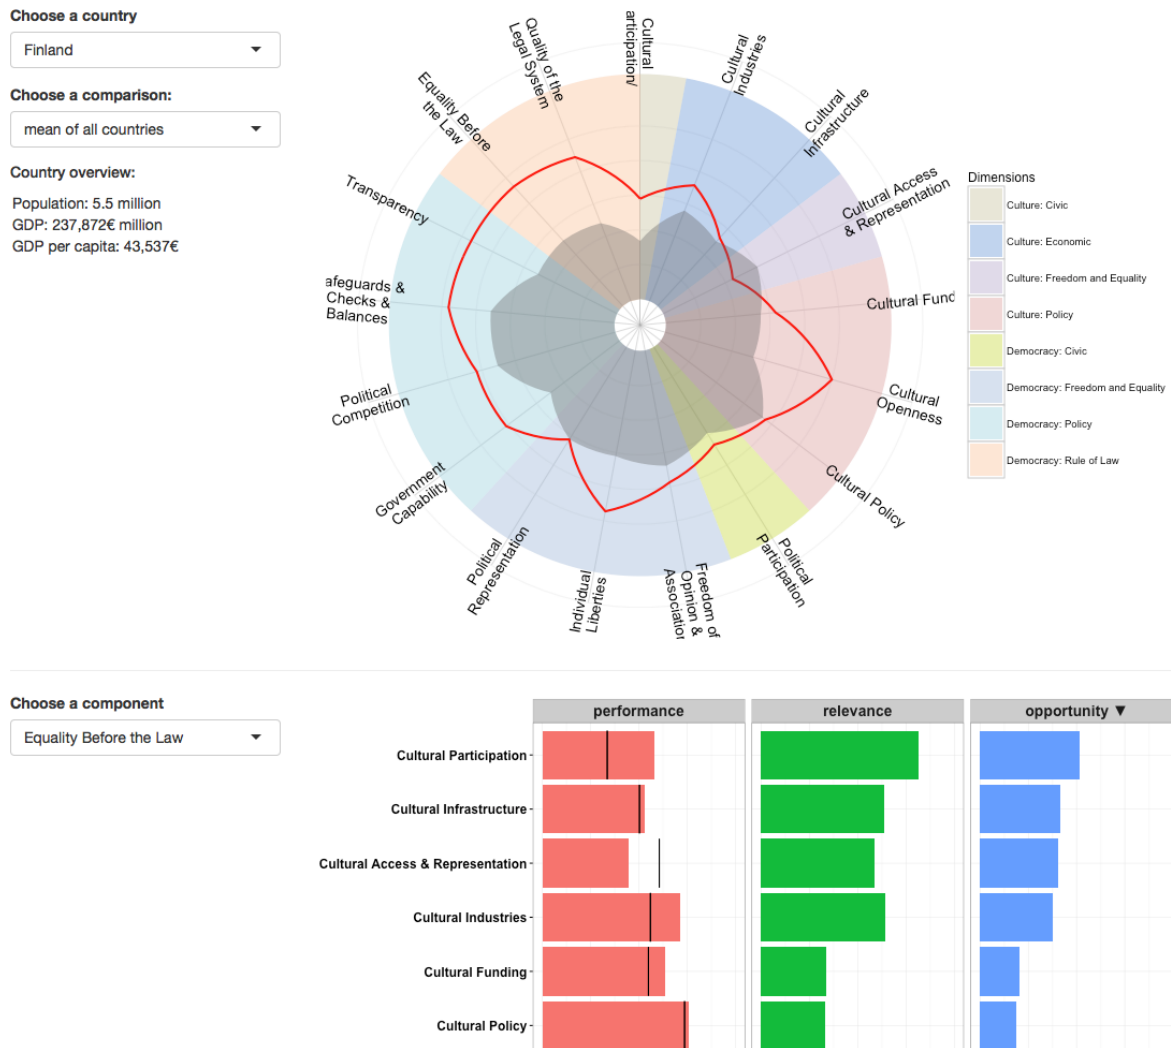 Choose a country
Finland
Choose a comparison:
mean of all countries
Country overview:
Population: 5.5 million
GDP: 237,872€ million
GDP per capita: 43,537€
Cultural
articipation/
Cultural
Industries
Cultural
Infrastructure
Cultural Access
& Representation
Cultural Fund
Cultural
Openness
Cultural Policy
Political
Participation
Freedom of
Opinion &
Association
Individual
Liberties
Political
Representation
Government
Capability
Political
Competition
afeguards &
Checks &
Balances
Transparency
Equality Before
the Law
Quality of the
Legal System
Dimensions
Culture: Civic
Culture: Economic
Culture: Freedom and Equality
Culture: Policy
Democracy: Civic
Democracy: Freedom and Equality
Democracy: Policy
Democracy: Rule of Law
Choose a component
Equality Before the Law
performance relevance opportunity ▼
Cultural Participation
Cultural Infrastructure
Cultural Access & Representation
Cultural Industries
Cultural Funding
Cultural Policy